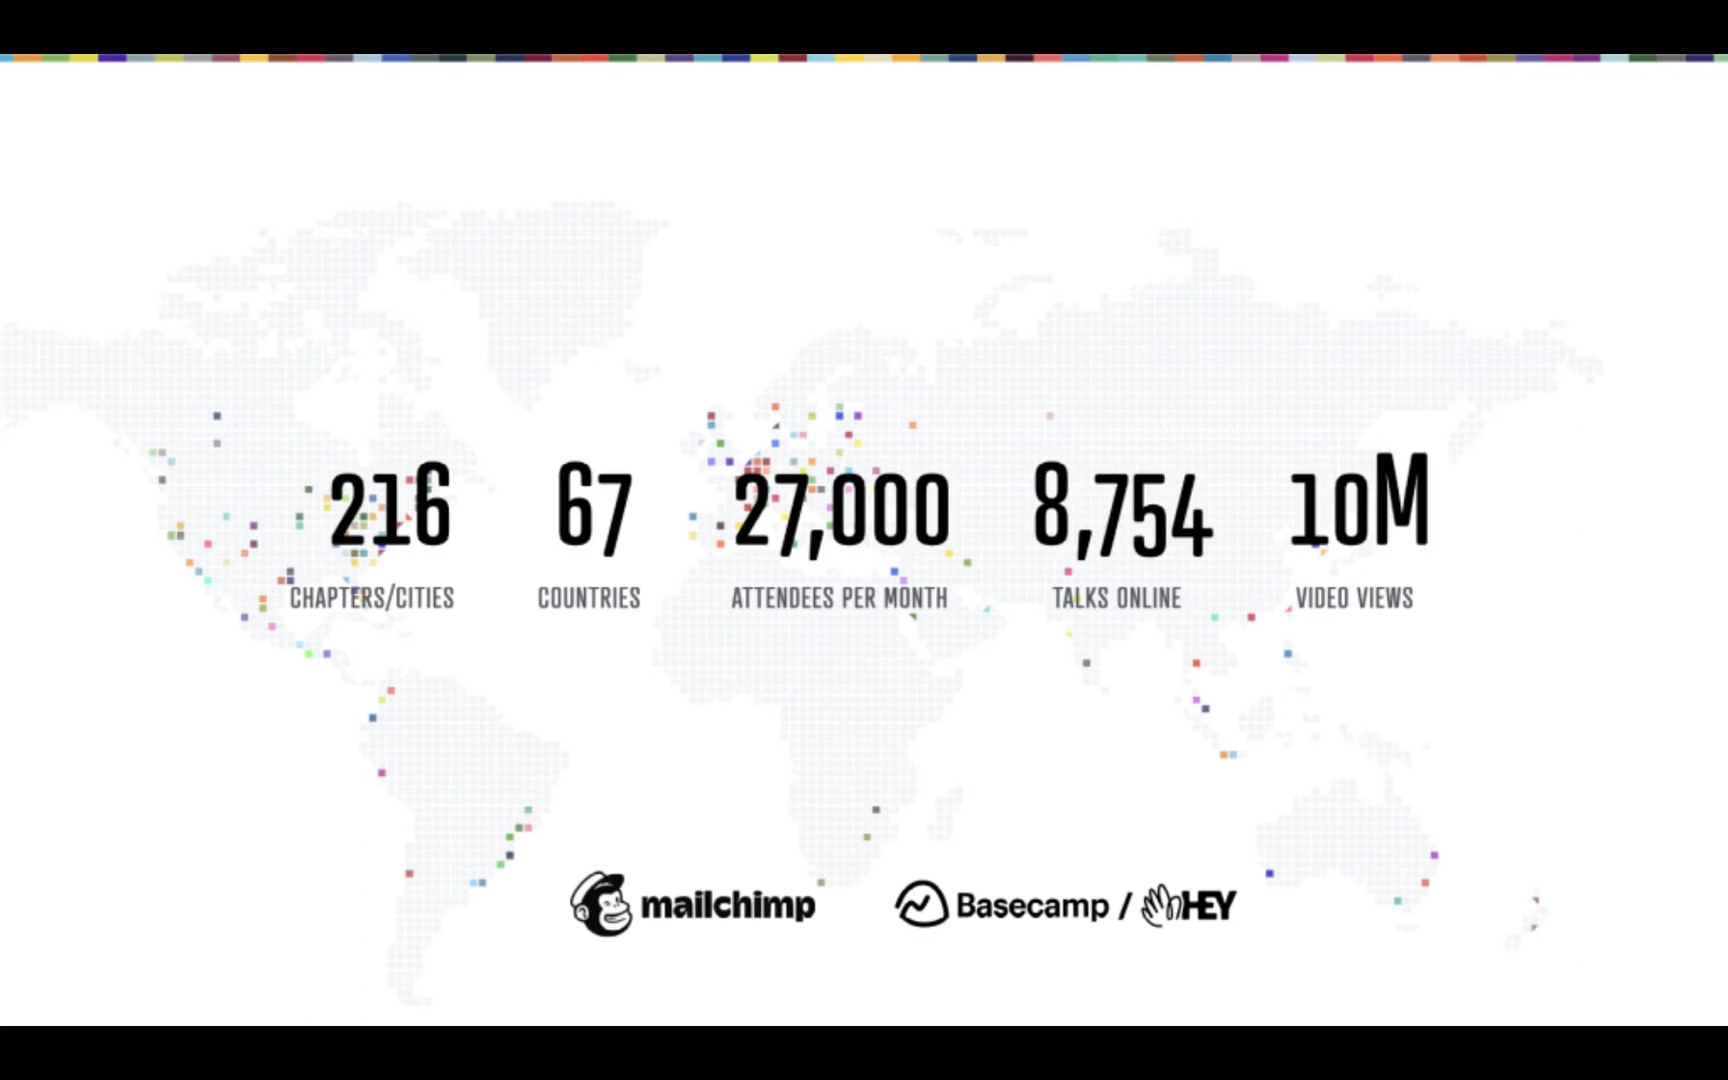 216 67 27,000 8,754 10M
CHAPTERS/CITIES COUNTRIES ATTENDEES PER MONTH TALKS ONLINE VIDEO VIEWS
mailchimp Basecamp / HEY